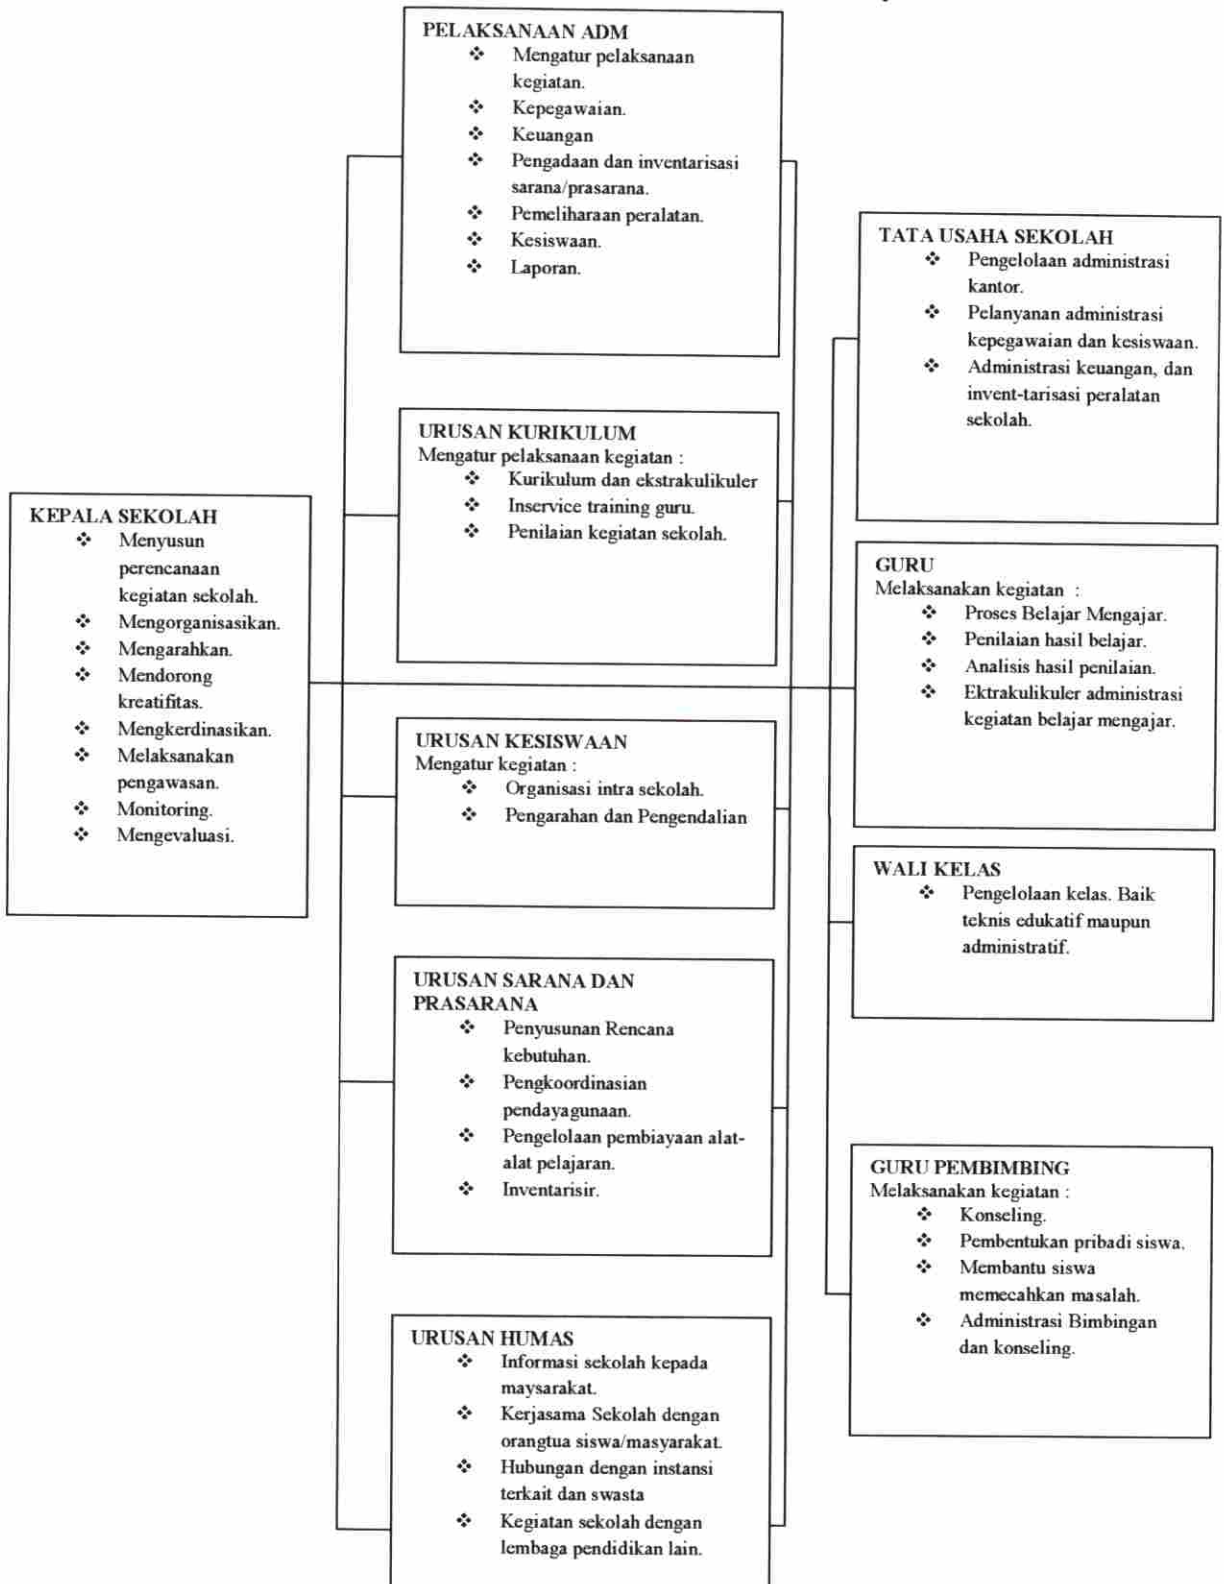 PELAKSANAAN ADM
❖ Mengatur pelaksanaan
kegiatan.
❖ Kepegawaian.
❖ Keuangan
❖ Pengadaan dan inventarisasi
sarana/prasarana.
❖ Pemeliharaan peralatan.
❖ Kesiswaan.
❖ Laporan.
URUSAN KURIKULUM
Mengatur pelaksanaan kegiatan :
❖ Kurikulum dan ekstrakulikuler
❖ Inservice training guru.
❖ Penilaian kegiatan sekolah.
KEPALA SEKOLAH
❖ Menyusun
perencanaan
kegiatan sekolah.
❖ Mengorganisasikan.
❖ Mengarahkan.
❖ Mendorong
kreatifitas.
❖ Mengkerdinasikan.
❖ Melaksanakan
pengawasan.
❖ Monitoring.
❖ Mengevaluasi.
URUSAN KESISWAAN
Mengatur kegiatan :
❖ Organisasi intra sekolah.
❖ Pengarahan dan Pengendalian
URUSAN SARANA DAN
PRASARANA
❖ Penyusunan Rencana
kebutuhan.
❖ Pengkoordinasian
pendayagunaan.
❖ Pengelolaan pembiayaan alat-
alat pelajaran.
❖ Inventarisir.
URUSAN HUMAS
❖ Informasi sekolah kepada
maysarakat.
❖ Kerjasama Sekolah dengan
orangtua siswa/masyarakat.
❖ Hubungan dengan instansi
terkait dan swasta
❖ Kegiatan sekolah dengan
lembaga pendidikan lain.
TATA USAHA SEKOLAH
❖ Pengelolaan administrasi
kantor.
❖ Pelanyanan administrasi
kepegawaian dan kesiswaan.
❖ Administrasi keuangan, dan
invent-tarisasi peralatan
sekolah.
GURU
Melaksanakan kegiatan :
❖ Proses Belajar Mengajar.
❖ Penilaian hasil belajar.
❖ Analisis hasil penilaian.
❖ Ektrakulikuler administrasi
kegiatan belajar mengajar.
WALI KELAS
❖ Pengelolaan kelas. Baik
teknis edukatif maupun
administratif.
GURU PEMBIMBING
Melaksanakan kegiatan :
❖ Konseling.
❖ Pembentukan pribadi siswa.
❖ Membantu siswa
memecahkan masalah.
❖ Administrasi Bimbingan
dan konseling.